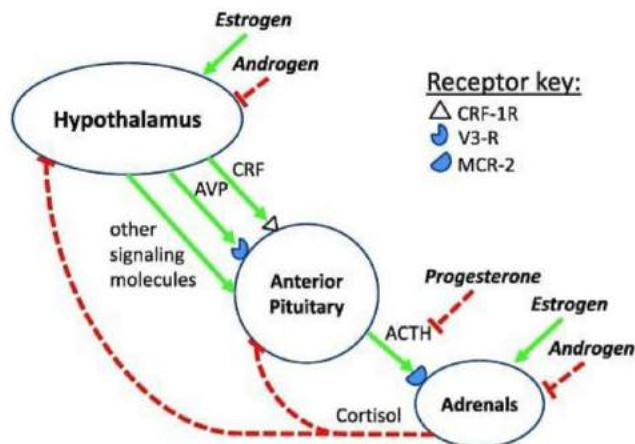 Estrogen
Androgen
Hypothalamus
Receptor key:
CRF-1R
V3-R
MCR-2
CRF
AVP
other
signaling
molecules
Anterior
Pituitary
Progesterone
Estrogen
ACTH
Androgen
Cortisol
Adrenals